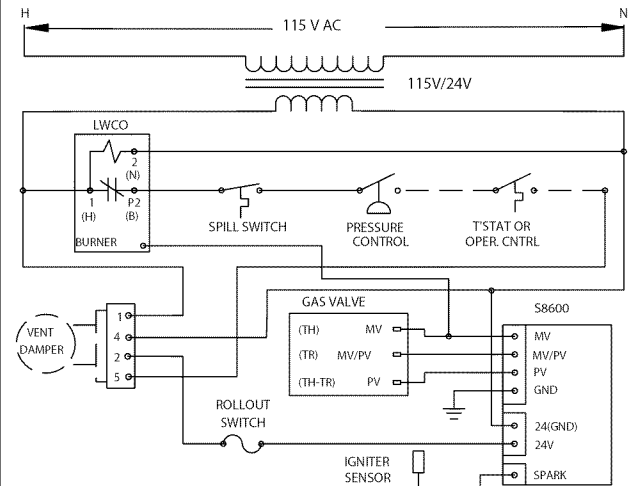 H
115 V AC
N
115V/24V
LWCO
2
(N)
1
P2
(H)
(B)
BURNER
SPILL SWITCH
PRESSURE
CONTROL
T'STAT OR
OPER. CNTRL
GAS VALVE
S8600
VENT
DAMPER
1
4
2
5
(TH) MV
(TR) MV/PV
(TH-TR) PV
MV
MV/PV
PV
GND
24(GND)
24V
SPARK
ROLLOUT
SWITCH
IGNITER
SENSOR